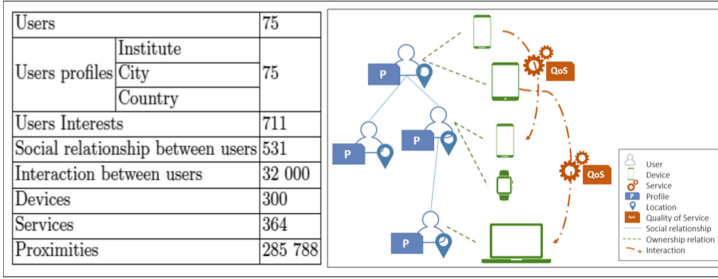 Users 75
Users profiles Institute City Country 75
Users Interests 711
Social relationship between users 531
Interaction between users 32 000
Devices 300
Services 364
Proximities 285 788
P
QoS
P
P
QoS
P
User
Device
Service
P Profile
Location
QoS Quality of Service
Social relationship
Ownership relation
Interaction